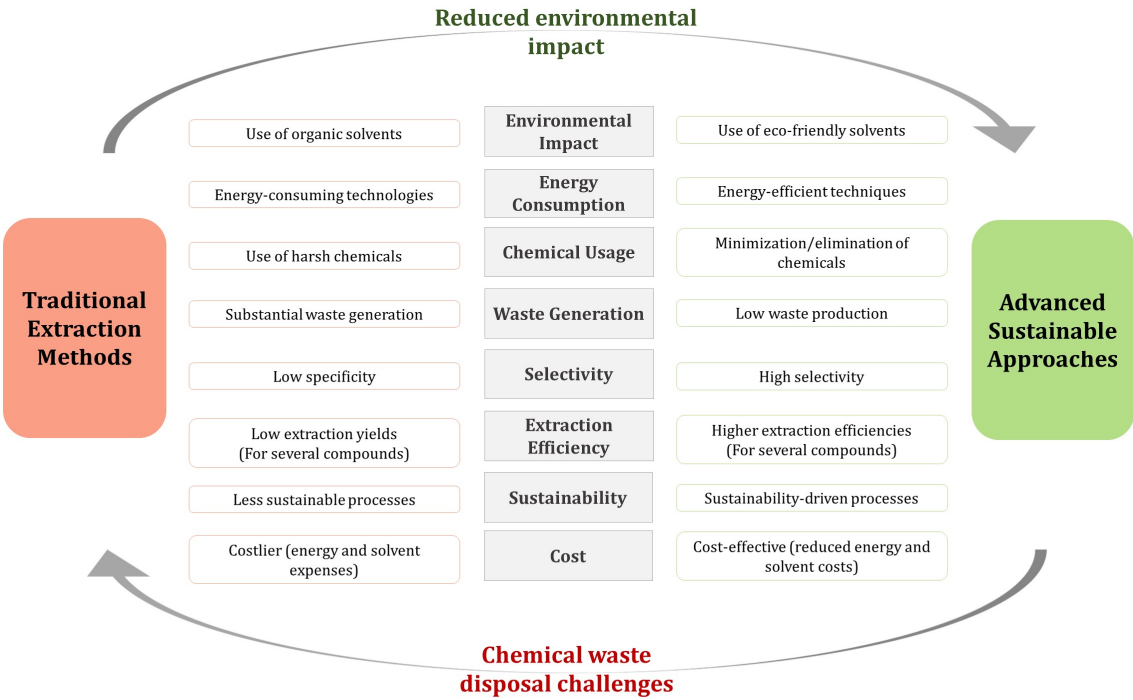 Reduced environmental
impact
Use of organic solvents
Environmental
Impact
Use of eco-friendly solvents
Energy-consuming technologies
Energy
Consumption
Energy-efficient techniques
Use of harsh chemicals
Chemical Usage
Minimization/elimination of
chemicals
Traditional
Extraction
Methods
Substantial waste generation
Waste Generation
Low waste production
Advanced
Sustainable
Approaches
Low specificity
Selectivity
High selectivity
Low extraction yields
(For several compounds)
Extraction
Efficiency
Higher extraction efficiencies
(For several compounds)
Less sustainable processes
Sustainability
Sustainability-driven processes
Costlier (energy and solvent
expenses)
Cost
Cost-effective (reduced energy and
solvent costs)
Chemical waste
disposal challenges